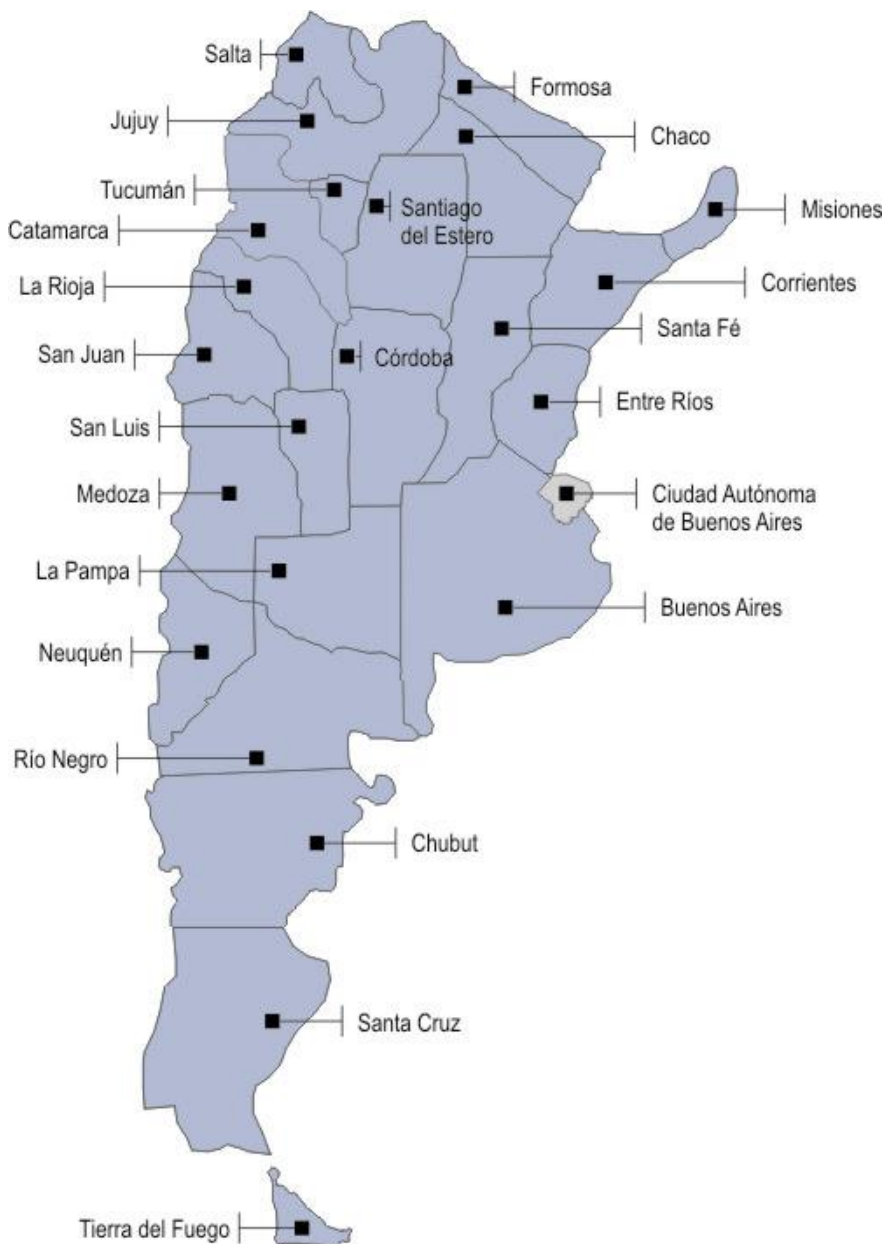 Salta
Formosa
Jujuy
Chaco
Tucumán
Santiago
del Estero
Misiones
Catamarca
La Rioja
Corrientes
Santa Fé
San Juan
Córdoba
Entre Ríos
San Luis
Medoza
Ciudad Autónoma
de Buenos Aires
La Pampa
Buenos Aires
Neuquén
Río Negro
Chubut
Santa Cruz
Tierra del Fuego